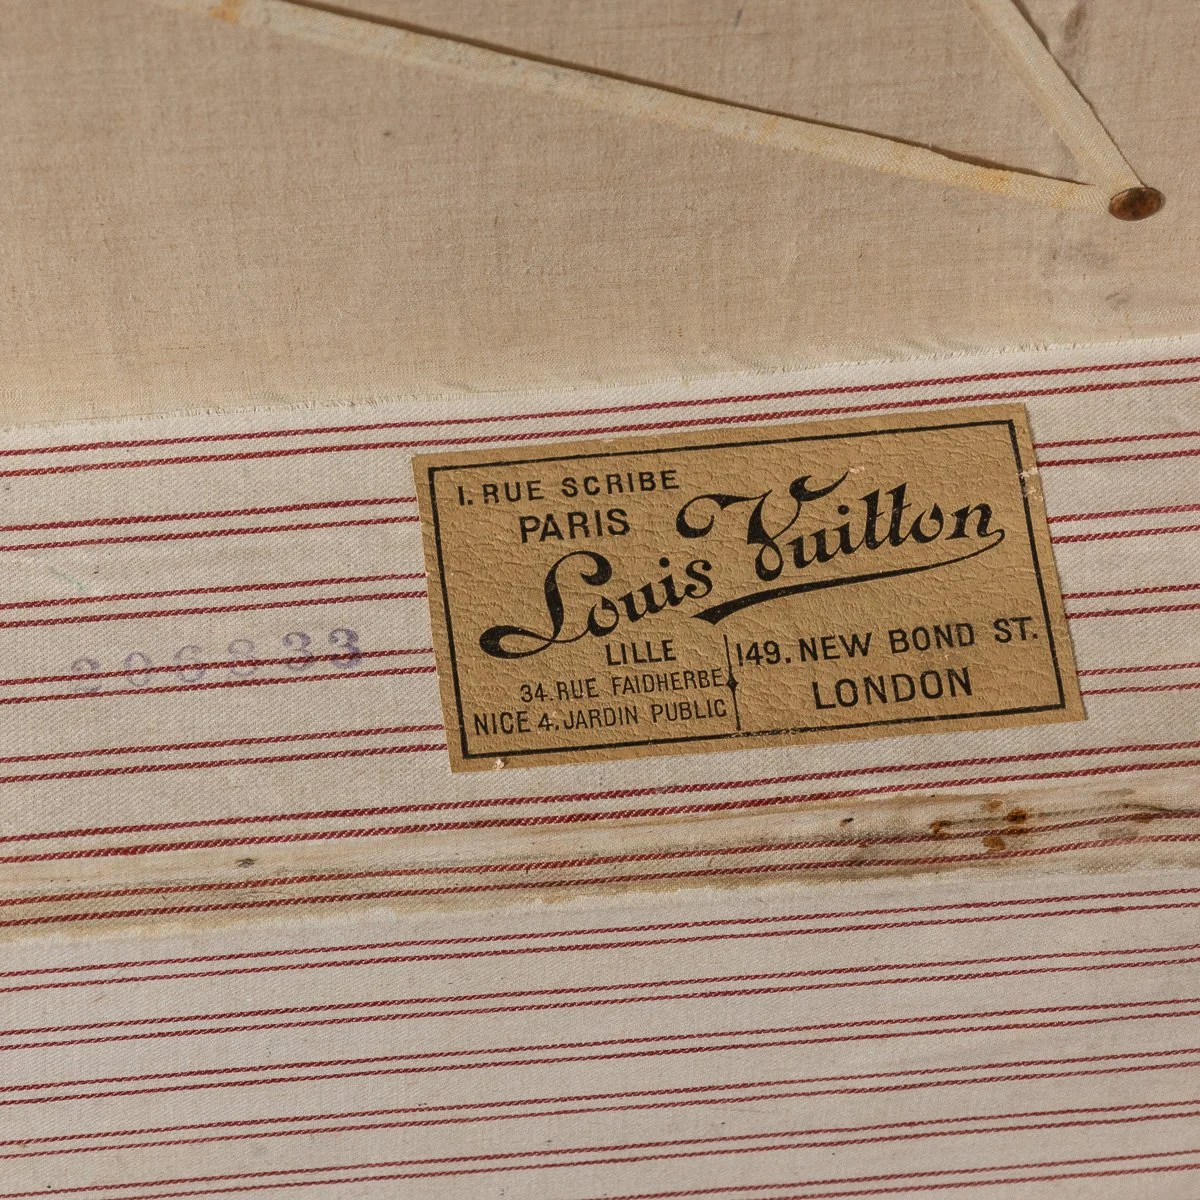 1. RUE SCRIBE
PARIS
Louis Vuitton
LILLE
34. RUE FAIDHERBE
NICE 4. JARDIN PUBLIC
149. NEW BOND ST.
LONDON
206833